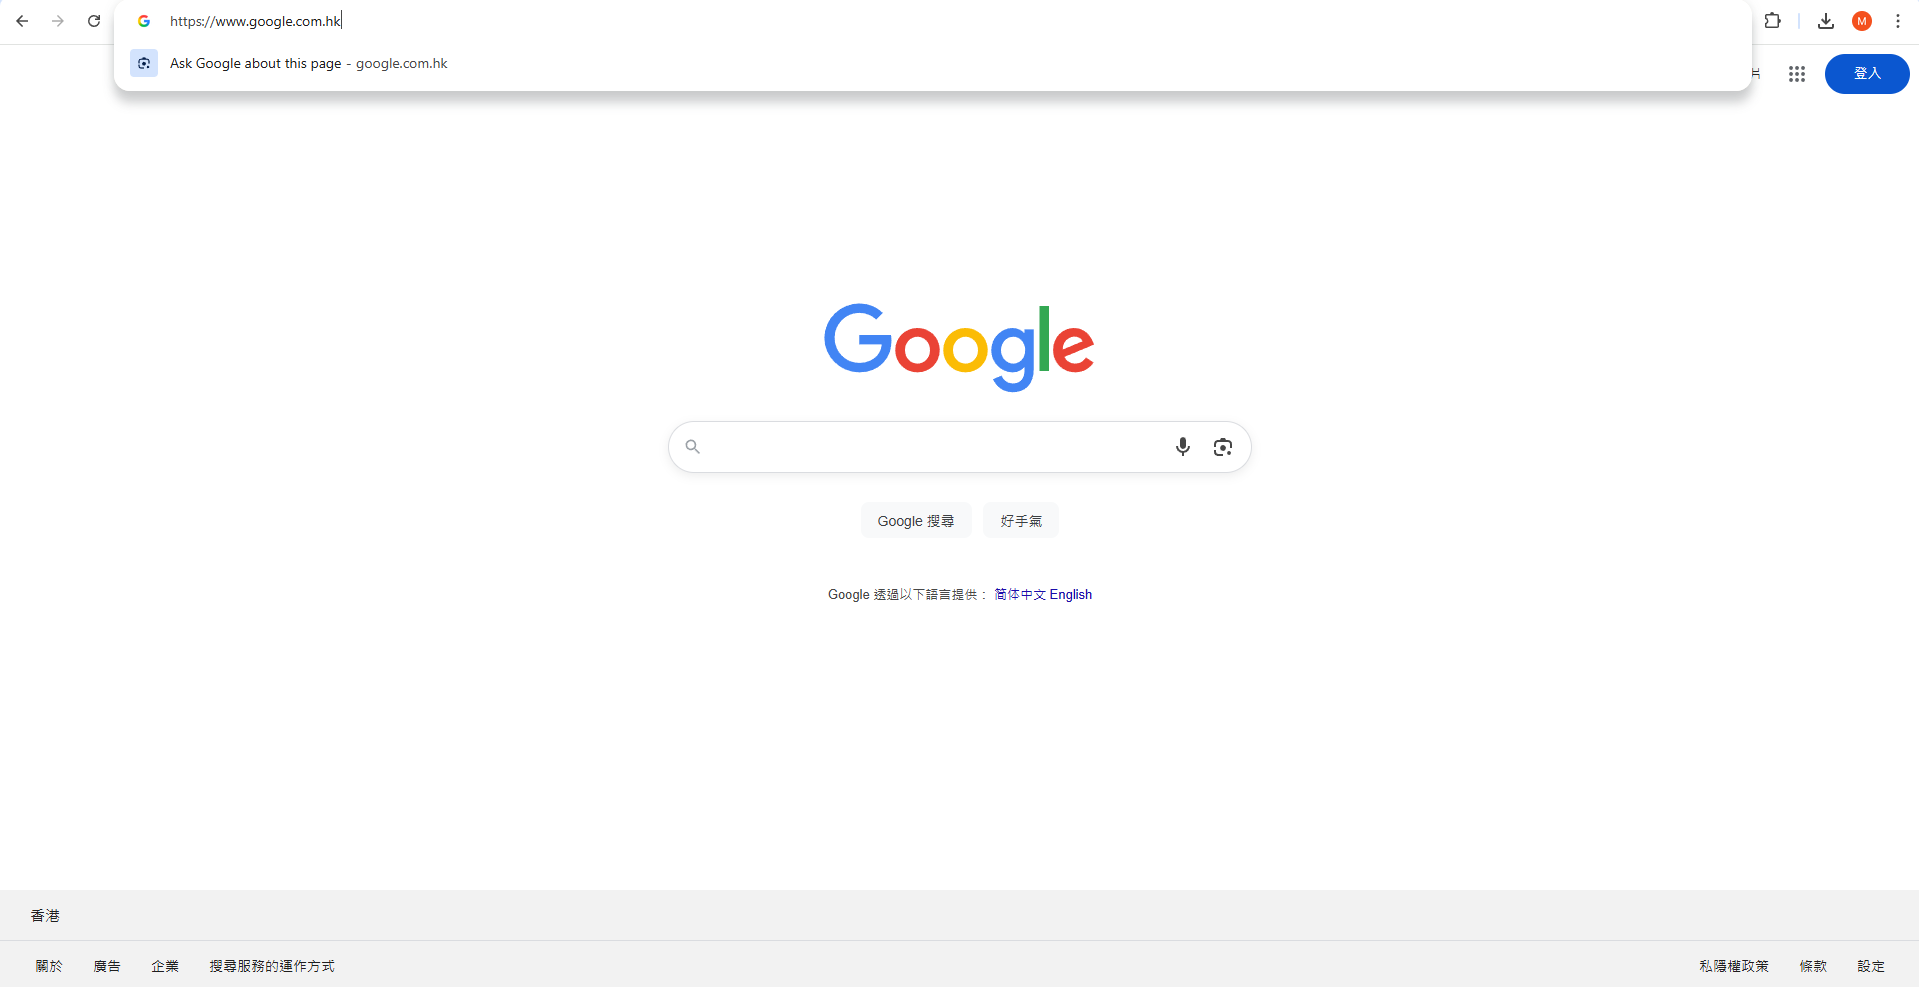 https://www.google.com.hk
M
Ask Google about this page - google.com.hk
登入
Google
Google 搜尋
好手氣
Google 透過以下語言提供： 简体中文 English
香港
關於 廣告 企業 搜尋服務的運作方式
私隱權政策 條款 設定